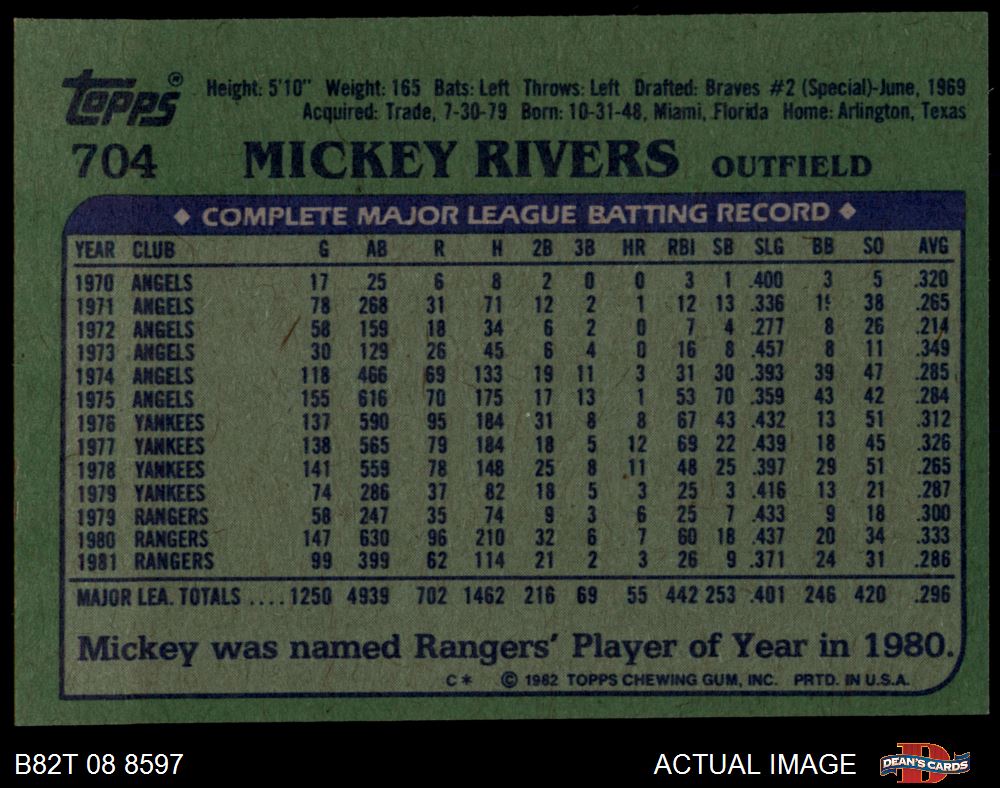 Topps® Height: 5'10" Weight: 165 Bats: Left Throws: Left Drafted: Braves #2 (Special)-June, 1969
Acquired: Trade, 7-30-79 Born: 10-31-48, Miami, Florida Home: Arlington, Texas
704 MICKEY RIVERS OUTFIELD
◆ COMPLETE MAJOR LEAGUE BATTING RECORD ◆
YEAR CLUB G AB R H 2B 3B HR RBI SB SLG BB SO AVG
1970 ANGELS 17 25 6 8 2 0 0 3 1 .400 3 5 .320
1971 ANGELS 78 268 31 71 12 2 1 12 13 .336 38 .265
1972 ANGELS 58 159 18 34 6 2 0 7 4 .277 8 26 .214
1973 ANGELS 30 129 26 45 6 4 0 16 8 .457 8 11 .349
1974 ANGELS 118 466 69 133 19 11 3 31 30 .393 39 47 .285
1975 ANGELS 155 616 70 175 17 13 1 53 70 .359 43 42 .284
1976 YANKEES 137 590 95 184 31 8 8 67 43 .432 13 51 .312
1977 YANKEES 138 565 79 184 18 5 12 69 22 .439 18 45 .326
1978 YANKEES 141 559 78 148 25 8 11 48 25 .397 29 51 .265
1979 YANKEES 74 286 37 82 18 5 3 25 3 .416 13 21 .287
1979 RANGERS 58 247 35 74 9 3 6 25 7 .433 9 18 .300
1980 RANGERS 147 630 96 210 32 6 7 60 18 .437 20 34 .333
1981 RANGERS 99 399 62 114 21 2 3 26 9 .371 24 31 .286
MAJOR LEA. TOTALS .... 1250 4939 702 1462 216 69 55 442 253 .401 246 420 .296
Mickey was named Rangers' Player of Year in 1980.
C* © 1982 TOPPS CHEWING GUM, INC. PRTD. IN U.S.A.
B82T 08 8597 ACTUAL IMAGE DEAN'S CARDS